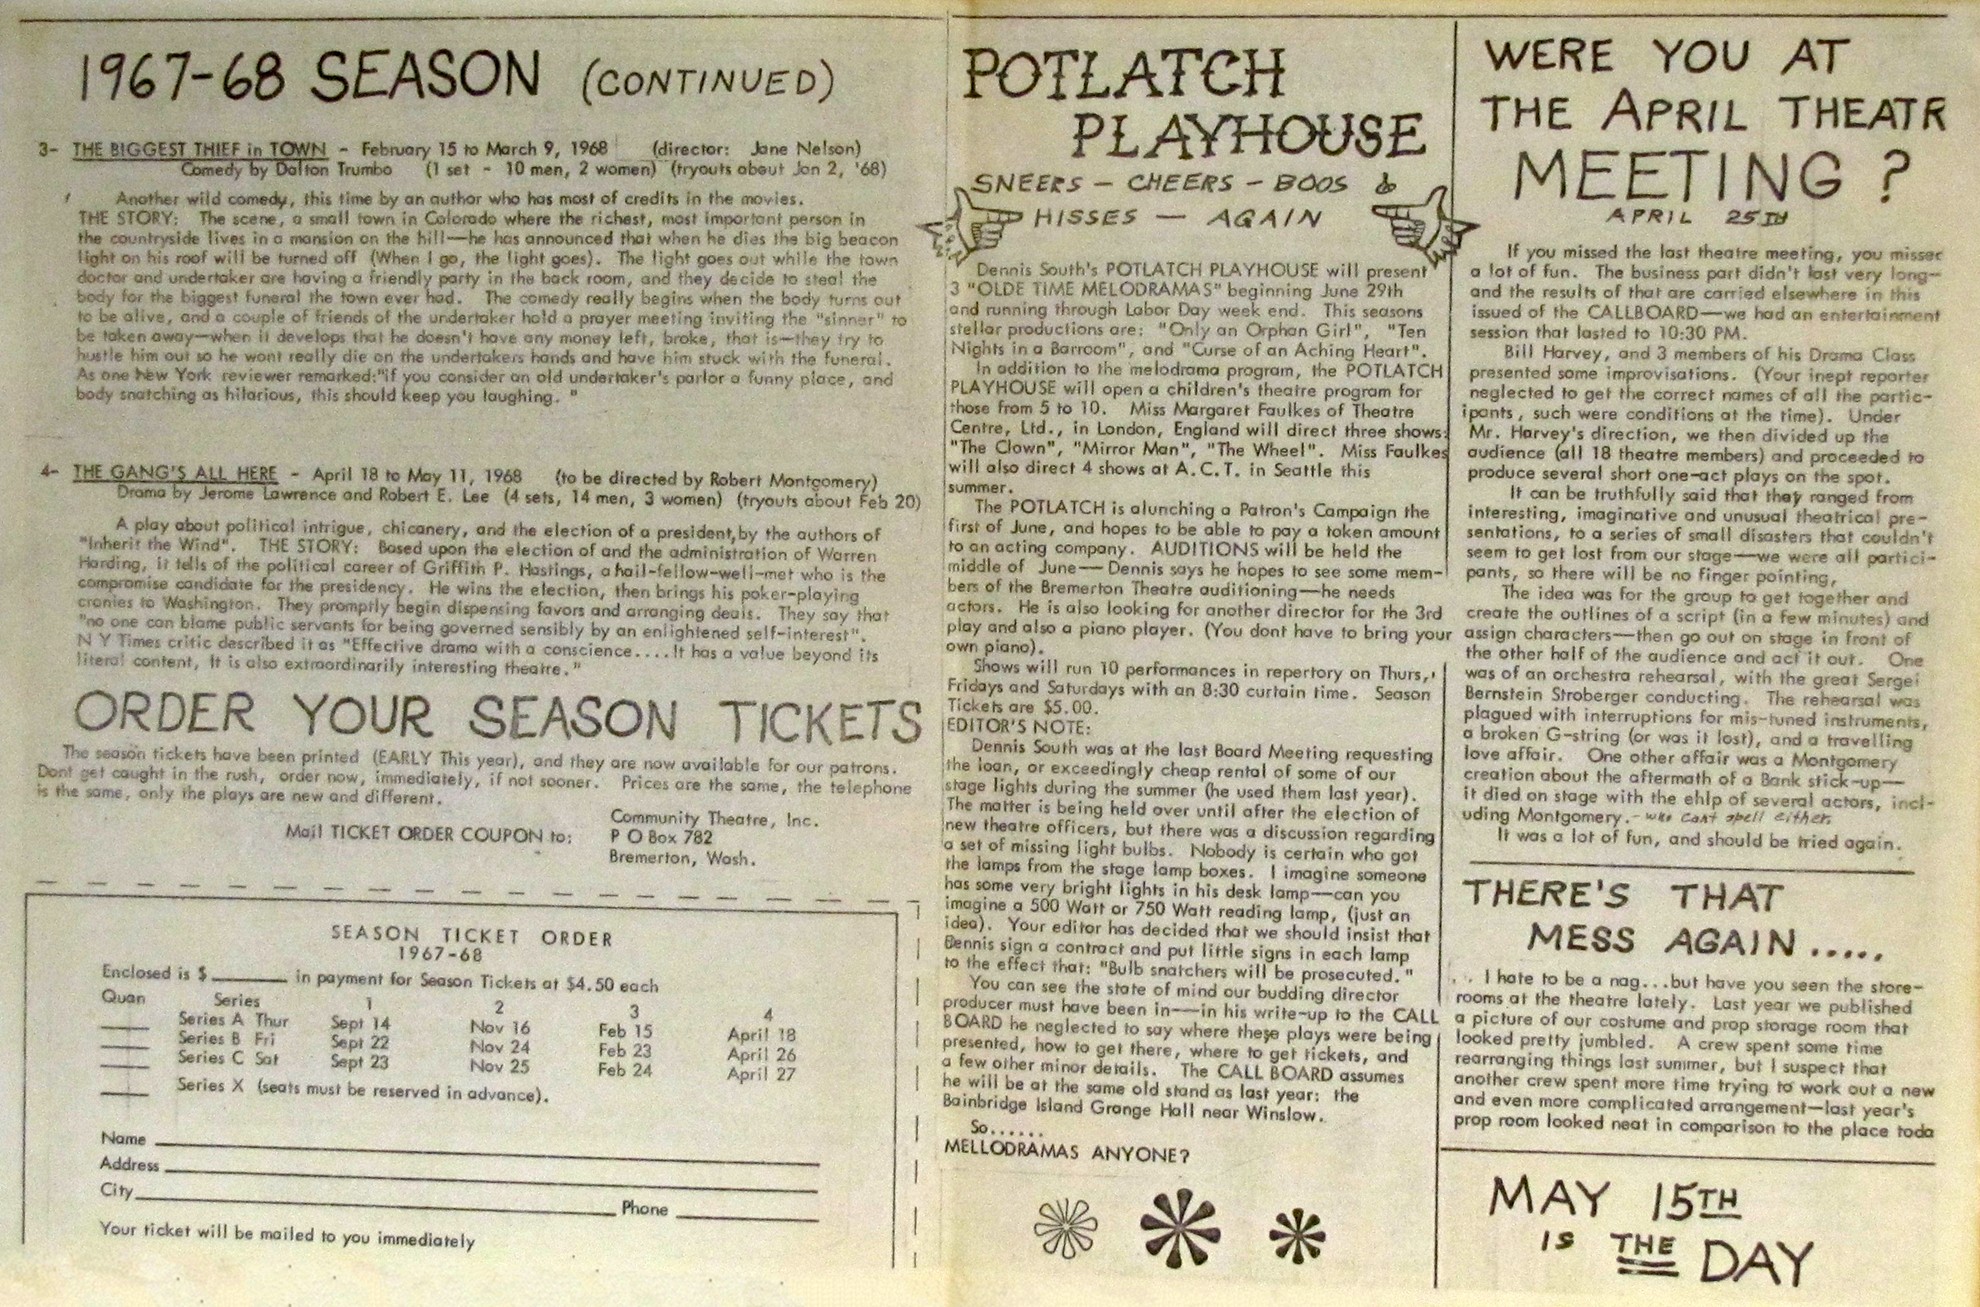 1967-68 SEASON (CONTINUED)
3- THE BIGGEST THIEF in TOWN - February 15 to March 9, 1968 (director: Jane Nelson)
Comedy by Dalton Trumbo (1 set - 10 men, 2 women) (tryouts about Jan 2, '68)
Another wild comedy, this time by an author who has most of credits in the movies.
THE STORY: The scene, a small town in Colorado where the richest, most important person in
the countryside lives in a mansion on the hill—he has announced that when he dies the big beacon
light on his roof will be turned off (When I go, the light goes). The light goes out while the town
doctor and undertaker are having a friendly party in the back room, and they decide to steal the
body for the biggest funeral the town ever had. The comedy really begins when the body turns out
to be alive, and a couple of friends of the undertaker hold a prayer meeting inviting the "sinner" to
be taken away—when it develops that he doesn't have any money left, broke, that is—they try to
hustle him out so he wont really die on the undertakers hands and have him stuck with the funeral.
As one New York reviewer remarked:"if you consider an old undertaker's parlor a funny place, and
body snatching as hilarious, this should keep you laughing. "
4- THE GANG'S ALL HERE - April 18 to May 11, 1968 (to be directed by Robert Montgomery)
Drama by Jerome Lawrence and Robert E. Lee (4 sets, 14 men, 3 women) (tryouts about Feb 20)
A play about political intrigue, chicanery, and the election of a president,by the authors of
"Inherit the Wind". THE STORY: Based upon the election of and the administration of Warren
Harding, it tells of the political career of Griffith P. Hastings, a hail-fellow-well-met who is the
compromise candidate for the presidency. He wins the election, then brings his poker-playing
cronies to Washington. They promptly begin dispensing favors and arranging deals. They say that
"no one can blame public servants for being governed sensibly by an enlightened self-interest".
N Y Times critic described it as "Effective drama with a conscience....It has a value beyond its
literal content, It is also extraordinarily interesting theatre."
ORDER YOUR SEASON TICKETS
The season tickets have been printed (EARLY This year), and they are now available for our patrons.
Dont get caught in the rush, order now, immediately, if not sooner. Prices are the same, the telephone
is the same, only the plays are new and different.
Mail TICKET ORDER COUPON to:
Community Theatre, Inc.
P O Box 782
Bremerton, Wash.
SEASON TICKET ORDER
1967-68
Enclosed is $ ______ in payment for Season Tickets at $4.50 each
Quan Series 1 2 3 4
____ Series A Thur Sept 14 Nov 16 Feb 15 April 18
____ Series B Fri Sept 22 Nov 24 Feb 23 April 26
____ Series C Sat Sept 23 Nov 25 Feb 24 April 27
____ Series X (seats must be reserved in advance).
Name
Address
City Phone
Your ticket will be mailed to you immediately
POTLATCH
PLAYHOUSE
SNEERS - CHEERS - BOOS &
HISSES - AGAIN
Dennis South's POTLATCH PLAYHOUSE will present
3 "OLDE TIME MELODRAMAS" beginning June 29th
and running through Labor Day week end. This seasons
stellar productions are: "Only an Orphan Girl", "Ten
Nights in a Barroom", and "Curse of an Aching Heart".
In addition to the melodrama program, the POTLATCH
PLAYHOUSE will open a children's theatre program for
those from 5 to 10. Miss Margaret Faulkes of Theatre
Centre, Ltd., in London, England will direct three shows:
"The Clown", "Mirror Man", "The Wheel". Miss Faulkes
will also direct 4 shows at A.C.T. in Seattle this
summer.
The POTLATCH is alunching a Patron's Campaign the
first of June, and hopes to be able to pay a token amount
to an acting company. AUDITIONS will be held the
middle of June— Dennis says he hopes to see some mem-
bers of the Bremerton Theatre auditioning—he needs
actors. He is also looking for another director for the 3rd
play and also a piano player. (You dont have to bring your
own piano).
Shows will run 10 performances in repertory on Thurs,
Fridays and Saturdays with an 8:30 curtain time. Season
Tickets are $5.00.
EDITOR'S NOTE:
Dennis South was at the last Board Meeting requesting
the loan, or exceedingly cheap rental of some of our
stage lights during the summer (he used them last year).
The matter is being held over until after the election of
new theatre officers, but there was a discussion regarding
a set of missing light bulbs. Nobody is certain who got
the lamps from the stage lamp boxes. I imagine someone
has some very bright lights in his desk lamp—can you
imagine a 500 Watt or 750 Watt reading lamp, (just an
idea). Your editor has decided that we should insist that
Dennis sign a contract and put little signs in each lamp
to the effect that: "Bulb snatchers will be prosecuted."
You can see the state of mind our budding director
producer must have been in——in his write-up to the CALL
BOARD he neglected to say where these plays were being
presented, how to get there, where to get tickets, and
a few other minor details. The CALL BOARD assumes
he will be at the same old stand as last year: the
Bainbridge Island Grange Hall near Winslow.
So......
MELLODRAMAS ANYONE?
WERE YOU AT
THE APRIL THEATR
MEETING?
APRIL 25TH
If you missed the last theatre meeting, you missec
a lot of fun. The business part didn't last very long—
and the results of that are carried elsewhere in this
issued of the CALLBOARD—we had an entertainment
session that lasted to 10:30 PM.
Bill Harvey, and 3 members of his Drama Class
presented some improvisations. (Your inept reporter
neglected to get the correct names of all the partic-
ipants, such were conditions at the time). Under
Mr. Harvey's direction, we then divided up the
audience (all 18 theatre members) and proceeded to
produce several short one-act plays on the spot.
It can be truthfully said that they ranged from
interesting, imaginative and unusual theatrical pre-
sentations, to a series of small disasters that couldn't
seem to get lost from our stage—we were all partici-
pants, so there will be no finger pointing,
The idea was for the group to get together and
create the outlines of a script (in a few minutes) and
assign characters—then go out on stage in front of
the other half of the audience and act it out. One
was of an orchestra rehearsal, with the great Sergei
Bernstein Stroberger conducting. The rehearsal was
plagued with interruptions for mis-tuned instruments,
a broken G-string (or was it lost), and a travelling
love affair. One other affair was a Montgomery
creation about the aftermath of a Bank stick-up—
it died on stage with the ehlp of several actors, incl-
uding Montgomery.- who cant spell either.
It was a lot of fun, and should be tried again.
THERE'S THAT
MESS AGAIN.....
.. I hate to be a nag...but have you seen the store-
rooms at the theatre lately. Last year we published
a picture of our costume and prop storage room that
looked pretty jumbled. A crew spent some time
rearranging things last summer, but I suspect that
another crew spent more time trying to work out a new
and even more complicated arrangement—last year's
prop room looked neat in comparison to the place toda
MAY 15TH
IS THE DAY